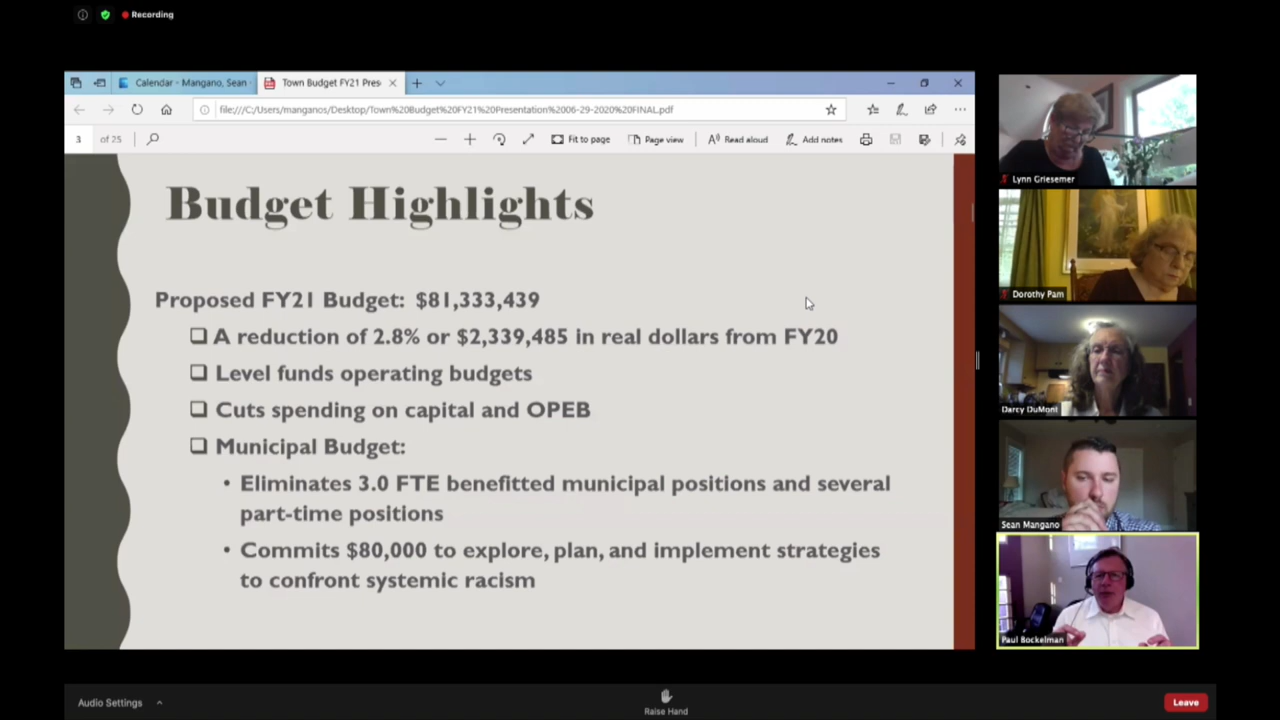 Recording
Calendar - Mangano, Sean
Town Budget FY21 Pres
file:///C:/Users/manganos/Desktop/Town%20Budget%20FY21%20Presentation%2006-29-2020%20FINAL.pdf
3 of 25
Fit to page
Page view
Read aloud
Add notes
Budget Highlights
Proposed FY21 Budget: $81,333,439
A reduction of 2.8% or $2,339,485 in real dollars from FY20
Level funds operating budgets
Cuts spending on capital and OPEB
Municipal Budget:
• Eliminates 3.0 FTE benefitted municipal positions and several
part-time positions
• Commits $80,000 to explore, plan, and implement strategies
to confront systemic racism
Lynn Griesemer
Dorothy Pam
Darcy DuMont
Sean Mangano
Paul Bockelman
Audio Settings
Raise Hand
Leave